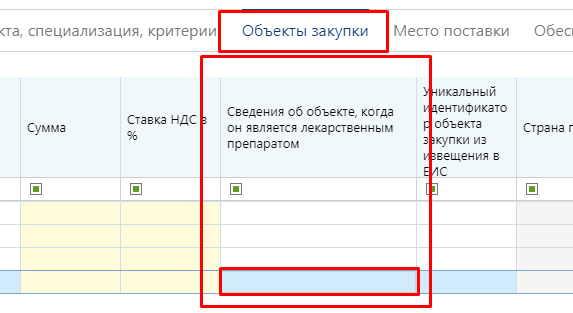 кта, специализация, критерии Объекты закупки Место поставки Обес
Сумма
Ставка НДС в
%
Сведения об объекте, когда
он является лекарственным
препаратом
Уникальный
идентификато
р объекта
закупки из
извещения в
ЕИС
Страна п